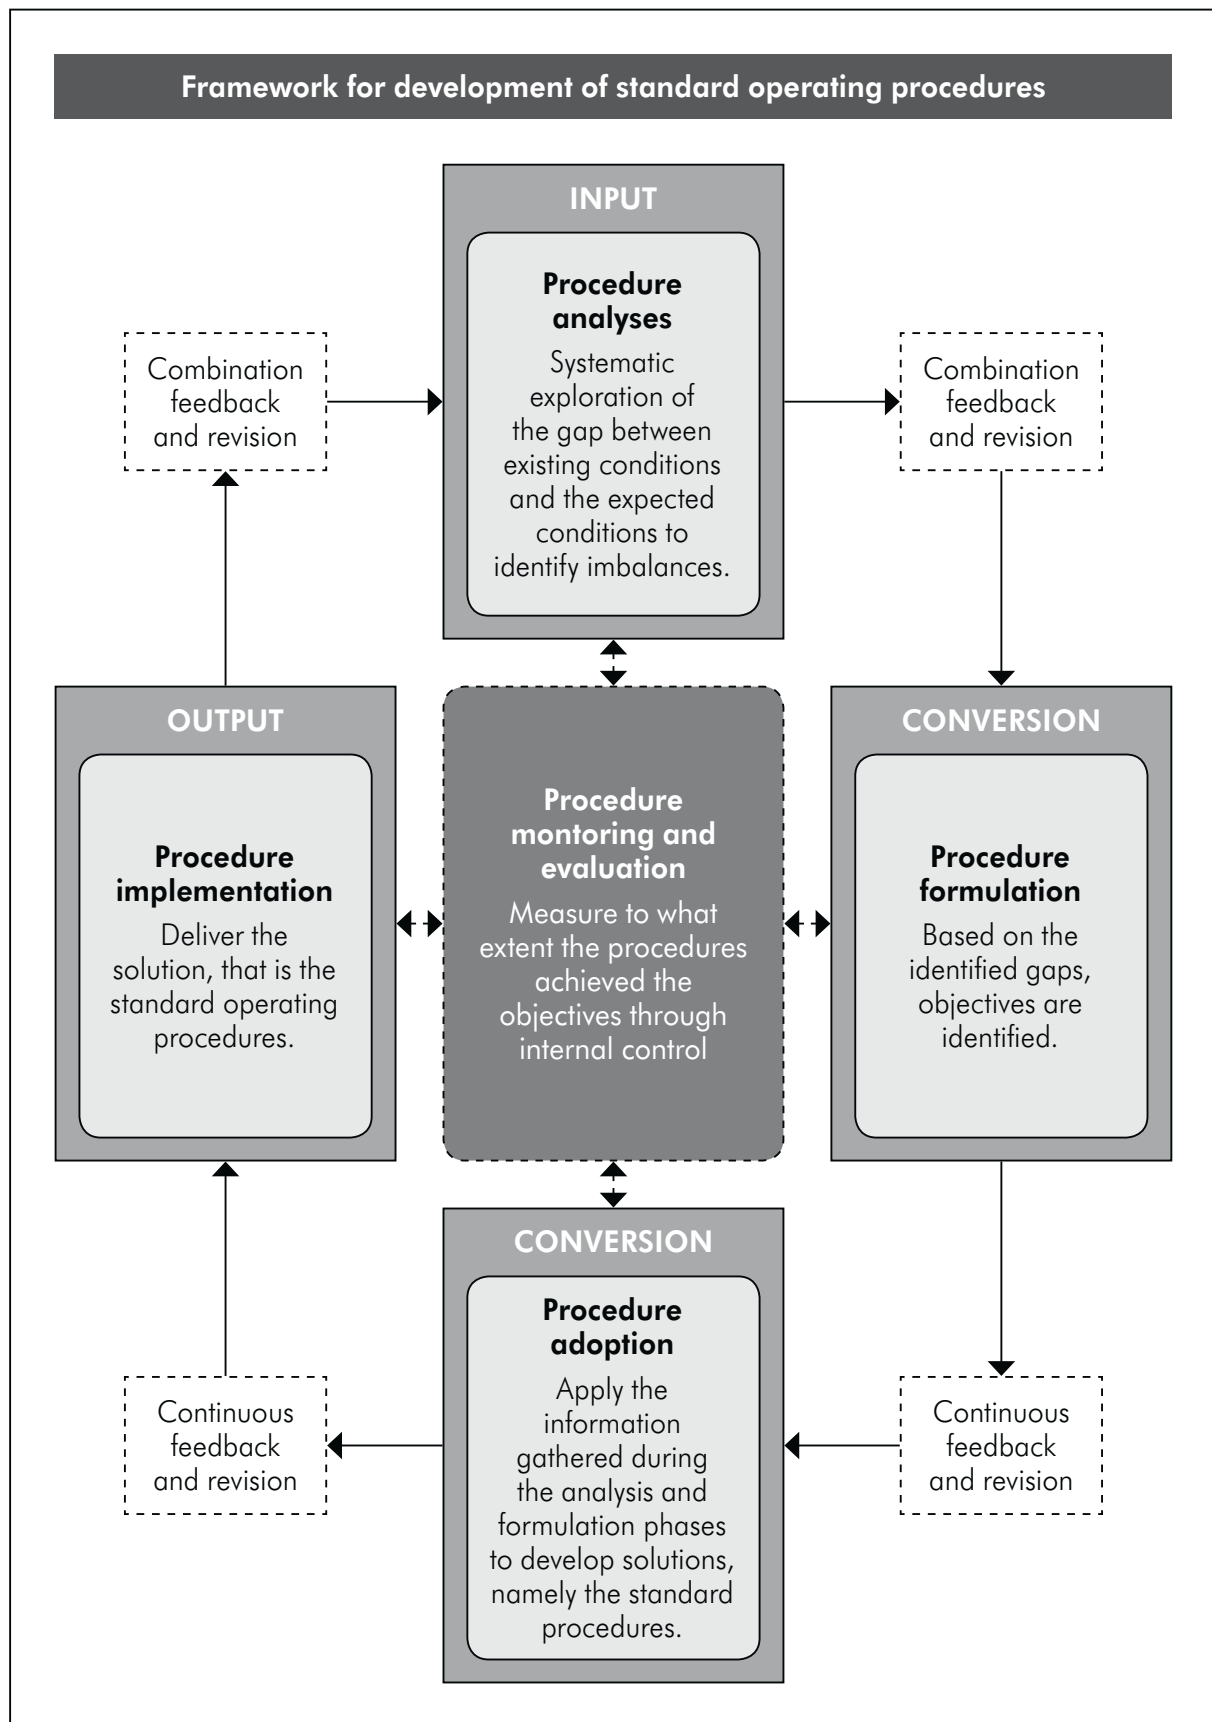 Framework for development of standard operating procedures
INPUT
Procedure
analyses
Systematic
exploration of
the gap between
existing conditions
and the expected
conditions to
identify imbalances.
Combination
feedback
and revision
Combination
feedback
and revision
OUTPUT
Procedure
implementation
Deliver the
solution, that is the
standard operating
procedures.
Procedure
montoring and
evaluation
Measure to what
extent the procedures
achieved the
objectives through
internal control
CONVERSION
Procedure
formulation
Based on the
identified gaps,
objectives are
identified.
CONVERSION
Procedure
adoption
Apply the
information
gathered during
the analysis and
formulation phases
to develop solutions,
namely the standard
procedures.
Continuous
feedback
and revision
Continuous
feedback
and revision